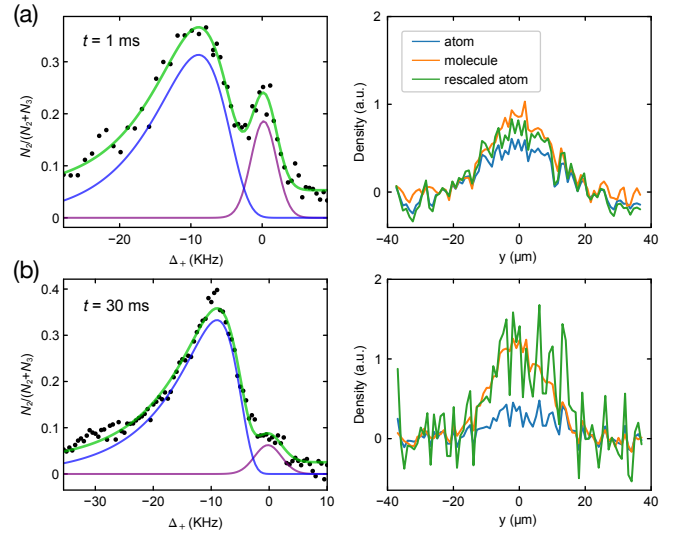 (a)
t = 1 ms
N2/(N2+N3)
0.3
0.2
0.1
0
−20
−10
0
Δ+ (KHz)
Density (a.u.)
2
1
0
−40
−20
0
20
40
y (μm)
atom
molecule
rescaled atom
(b)
t = 30 ms
N2/(N2+N3)
0.4
0.3
0.2
0.1
0
−30
−20
−10
0
10
Δ+ (KHz)
Density (a.u.)
2
1
0
−40
−20
0
20
40
y (μm)